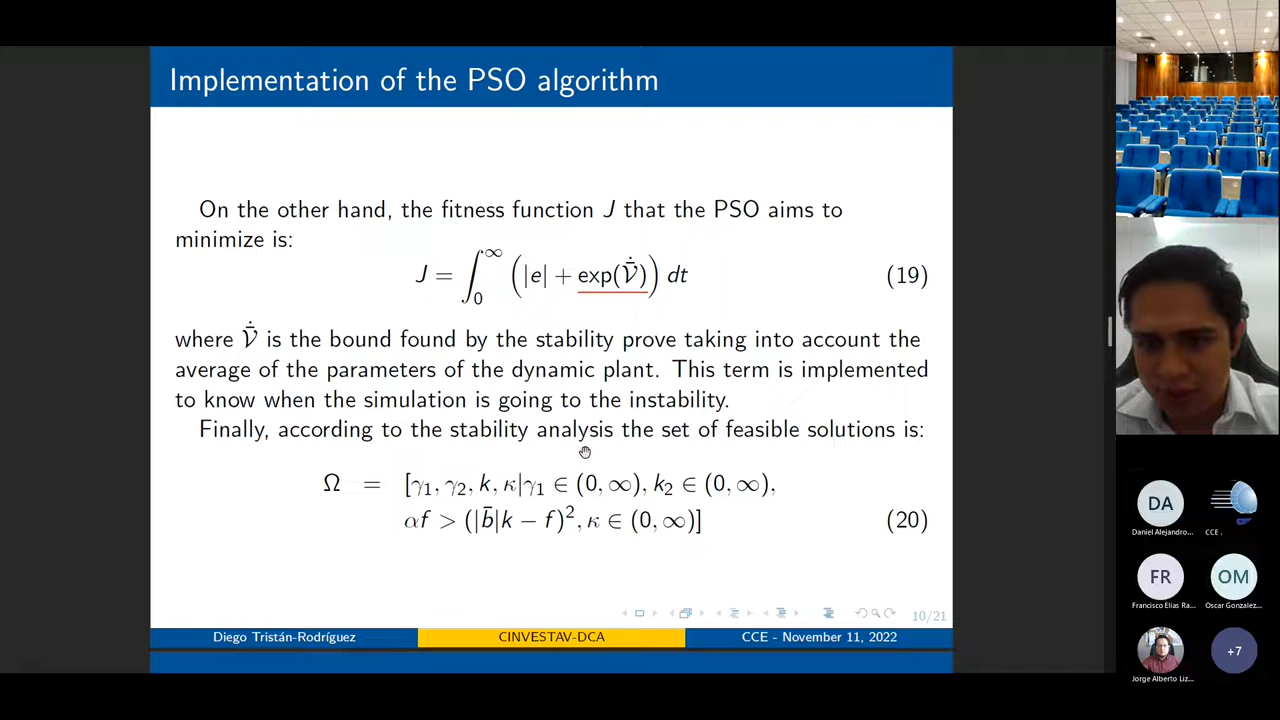 Implementation of the PSO algorithm
On the other hand, the fitness function J that the PSO aims to
minimize is:
J = ∫₀^∞ (|e| + exp(𝒱̄̇)) dt (19)
where 𝒱̄̇ is the bound found by the stability prove taking into account the
average of the parameters of the dynamic plant. This term is implemented
to know when the simulation is going to the instability.
Finally, according to the stability analysis the set of feasible solutions is:
Ω = [γ₁, γ₂, k, κ|γ₁ ∈ (0, ∞), k₂ ∈ (0, ∞),
αf > (|b̄|k − f)², κ ∈ (0, ∞)] (20)
10/21
Diego Tristán-Rodríguez CINVESTAV-DCA CCE - November 11, 2022
DA
Daniel Alejandro...
CCE .
FR
Francisco Elias Ra...
OM
Oscar Gonzalez...
Jorge Alberto Liz...
+7